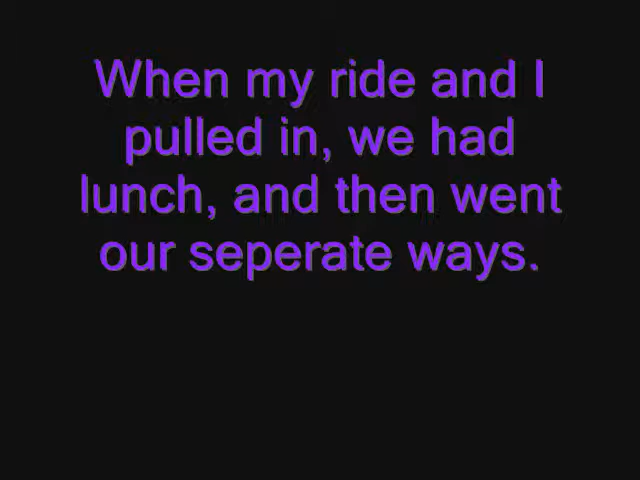 When my ride and I
pulled in, we had
lunch, and then went
our seperate ways.